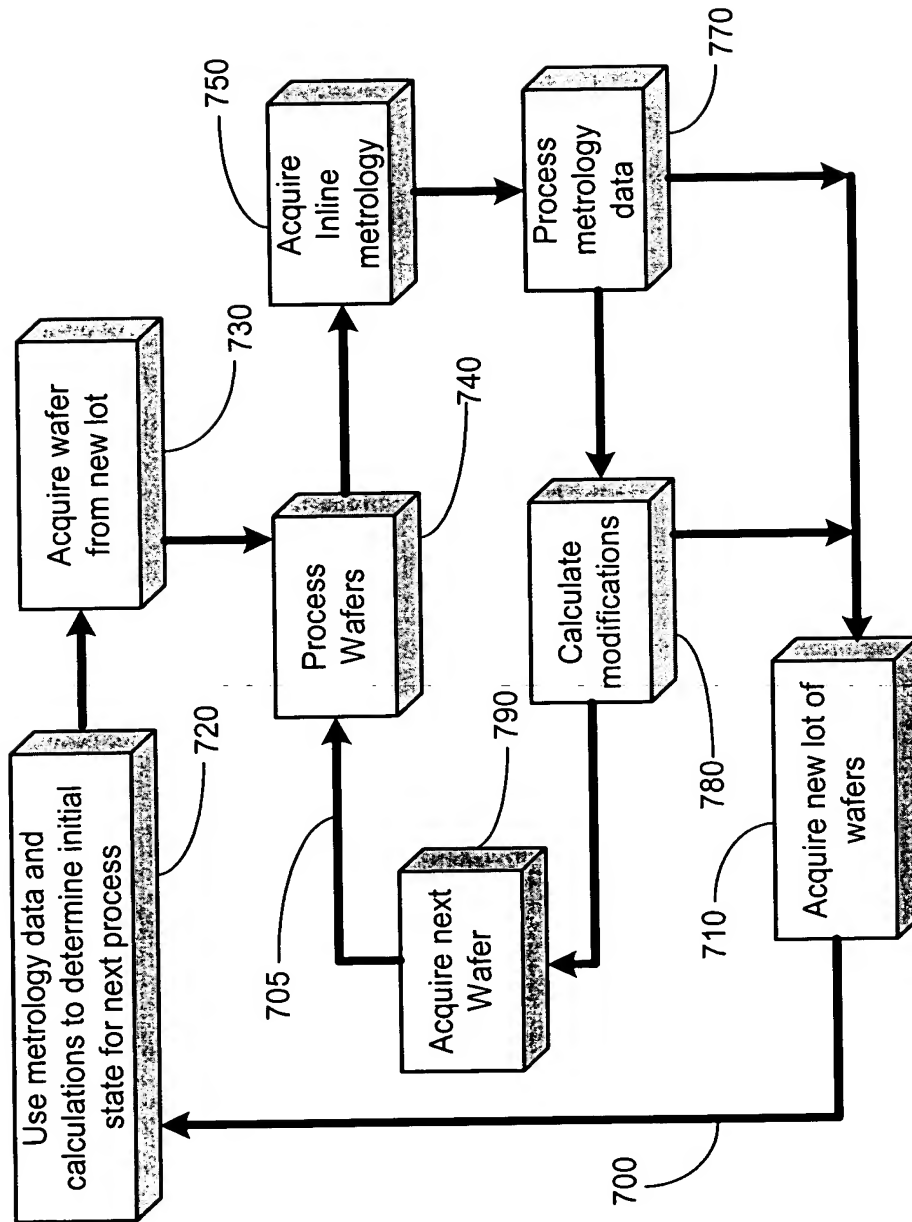 Use metrology data and
calculations to determine initial
state for next process
720
Acquire wafer
from new lot
730
Process
Wafers
740
Acquire
Inline
metrology
750
Process
metrology
data
770
Calculate
modifications
780
Acquire next
Wafer
790
705
Acquire new lot of
wafers
710
700